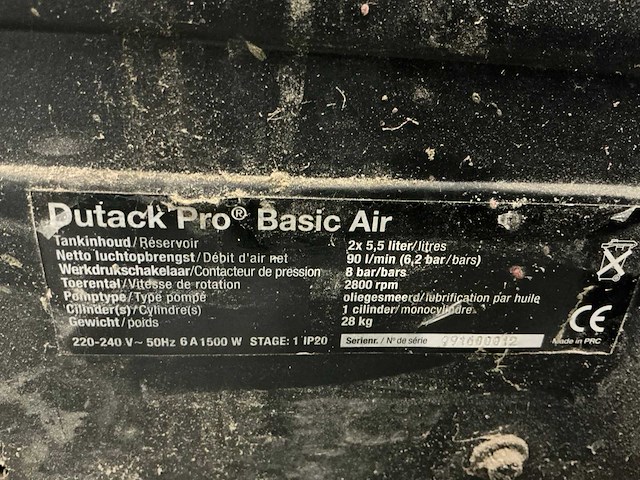 Dutack Pro® Basic Air
Tankinhoud/Réservoir 2x 5,5 liter/litres
Netto luchtopbrengst/Débit d'air net 90 l/min (6,2 bar/bars)
Werkdrukschakelaar/Contacteur de pression 8 bar/bars
Toerental/Vitesse de rotation 2800 rpm
Pomptype/Type pompé oliegesmeerd/lubrification par huile
Cilinder(s)/Cylindre(s) 1 cilinder/monocylindre
Gewicht/poids 28 kg
220-240 V~ 50Hz 6 A 1500 W STAGE: 1 IP20 Serienr. / N° de série
CE
Made in PRC